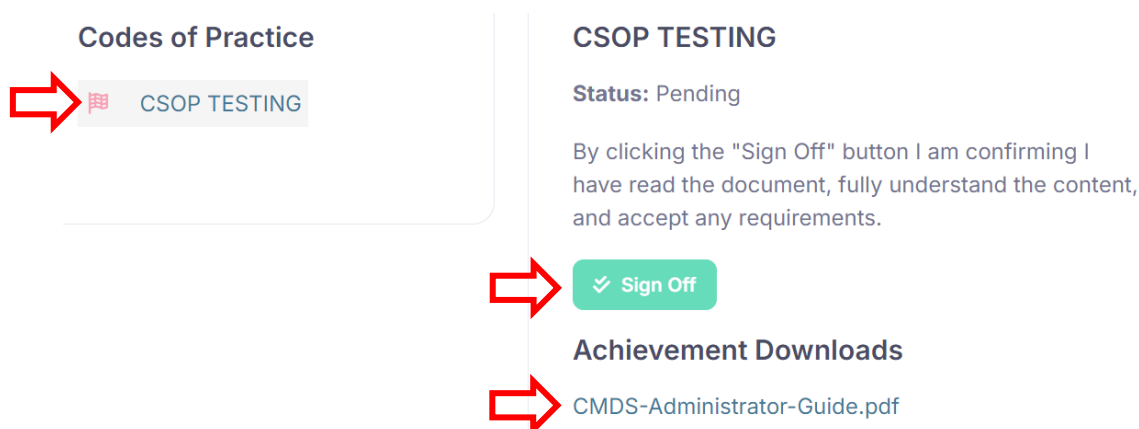 Codes of Practice
CSOP TESTING
CSOP TESTING
Status: Pending
By clicking the "Sign Off" button I am confirming I
have read the document, fully understand the content,
and accept any requirements.
Sign Off
Achievement Downloads
CMDS-Administrator-Guide.pdf